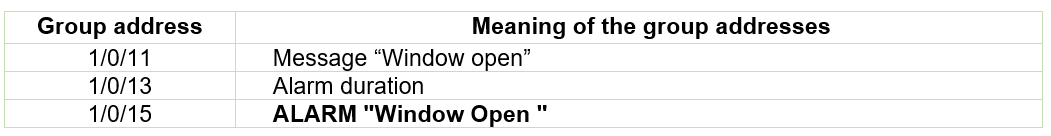 Group address Meaning of the group addresses
1/0/11 Message “Window open”
1/0/13 Alarm duration
1/0/15 ALARM "Window Open "